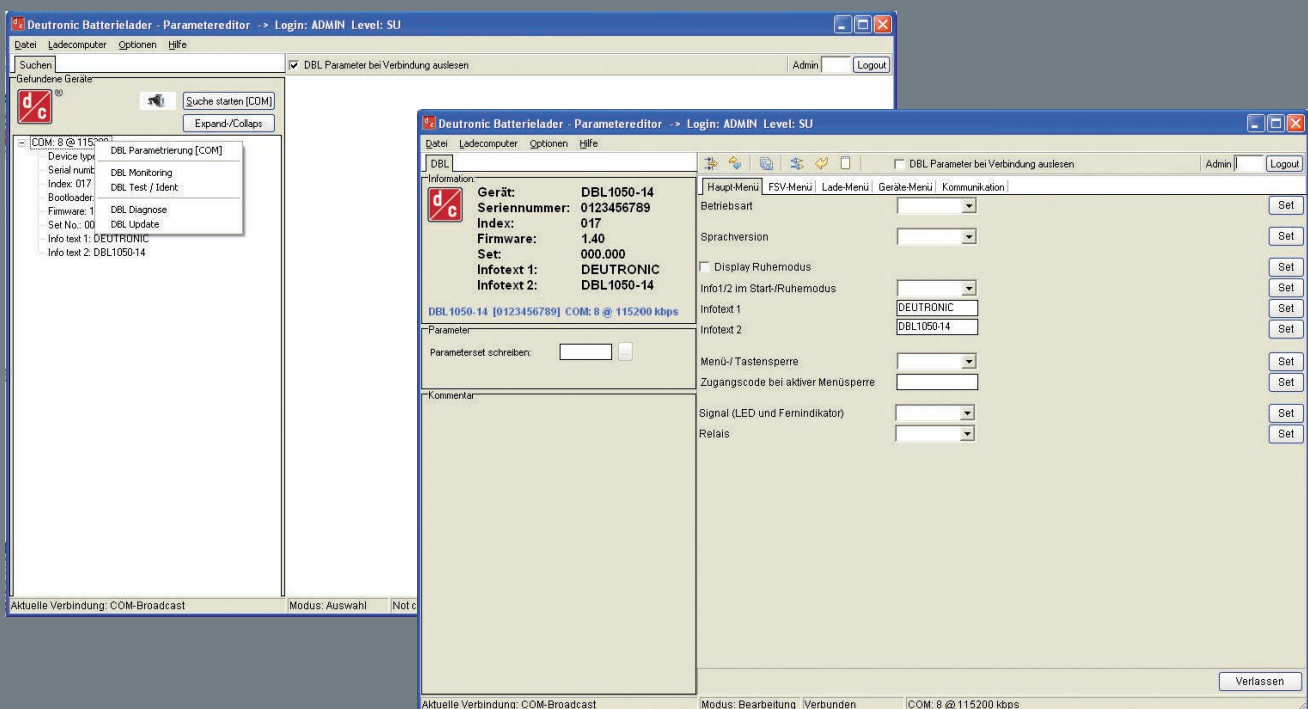 Deutronic Batterielader - Parametereditor -> Login: ADMIN Level: SU
Datei Ladecomputer Optionen Hilfe
Suchen
DBL Parameter bei Verbindung auslesen
Admin
Logout
Gefundene Geräte
d/c ®
Suche starten [COM]
Expand-/Collaps
COM: 8 @ 115200
Device type
Serial numb
Index: 017
Bootloader:
Firmware: 1
Set No.: 00
Info text 1: DEUTRONIC
Info text 2: DBL1050-14
DBL Parametrierung [COM]
DBL Monitoring
DBL Test / Ident
DBL Diagnose
DBL Update
Aktuelle Verbindung: COM-Broadcast
Modus: Auswahl
Not c
Deutronic Batterielader - Parametereditor -> Login: ADMIN Level: SU
Datei Ladecomputer Optionen Hilfe
DBL
DBL Parameter bei Verbindung auslesen
Admin
Logout
Information:
d/c
Gerät: DBL1050-14
Seriennummer: 0123456789
Index: 017
Firmware: 1.40
Set: 000.000
Infotext 1: DEUTRONIC
Infotext 2: DBL1050-14
DBL1050-14 [0123456789] COM: 8 @ 115200 kbps
Parameter
Parameterset schreiben:
...
Kommentar
Haupt-Menü FSV-Menü Lade-Menü Geräte-Menü Kommunikation
Betriebsart Set
Sprachversion Set
Display Ruhemodus Set
Info1/2 im Start-/Ruhemodus Set
Infotext 1 DEUTRONIC Set
Infotext 2 DBL1050-14 Set
Menü-/ Tastensperre Set
Zugangscode bei aktiver Menüsperre Set
Signal (LED und Fernindikator) Set
Relais Set
Verlassen
Aktuelle Verbindung: COM-Broadcast
Modus: Bearbeitung
Verbunden
COM: 8 @ 115200 kbps